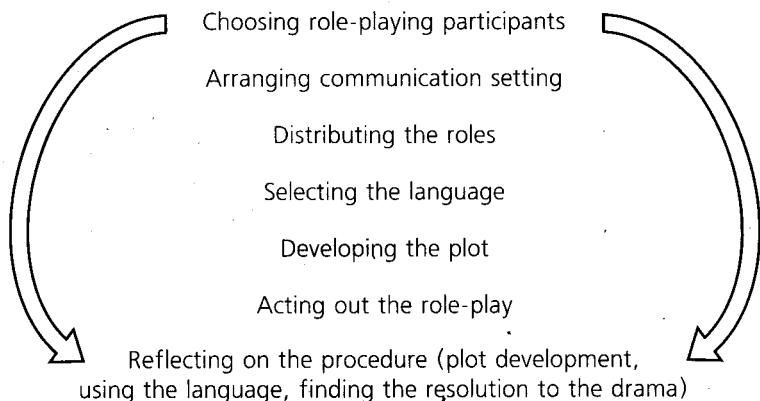 Choosing role-playing participants
Arranging communication setting
Distributing the roles
Selecting the language
Developing the plot
Acting out the role-play
Reflecting on the procedure (plot development,
using the language, finding the resolution to the drama)